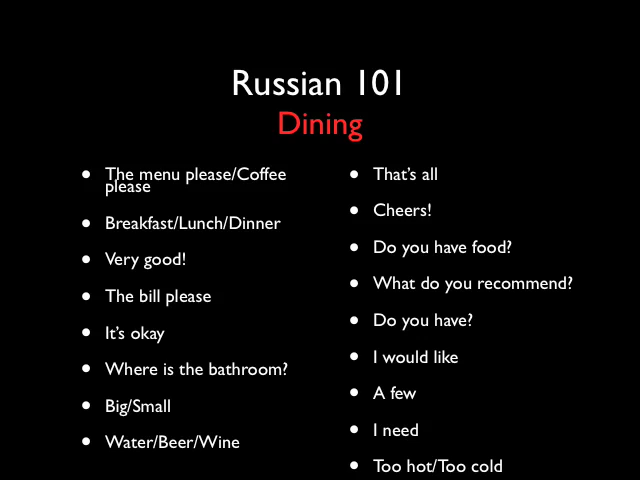 Russian 101
Dining
• The menu please/Coffee
please
• Breakfast/Lunch/Dinner
• Very good!
• The bill please
• It's okay
• Where is the bathroom?
• Big/Small
• Water/Beer/Wine
• That's all
• Cheers!
• Do you have food?
• What do you recommend?
• Do you have?
• I would like
• A few
• I need
• Too hot/Too cold